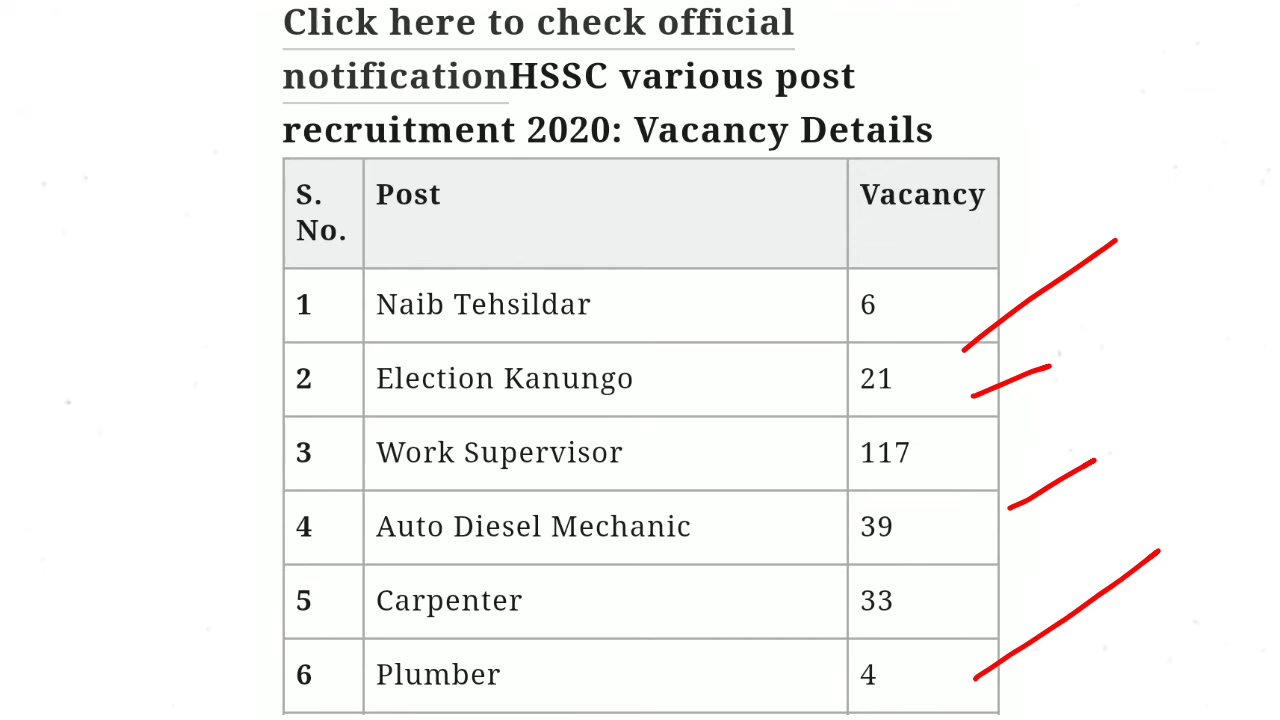 Click here to check official
notificationHSSC various post
recruitment 2020: Vacancy Details
S. No. Post Vacancy
1 Naib Tehsildar 6
2 Election Kanungo 21
3 Work Supervisor 117
4 Auto Diesel Mechanic 39
5 Carpenter 33
6 Plumber 4